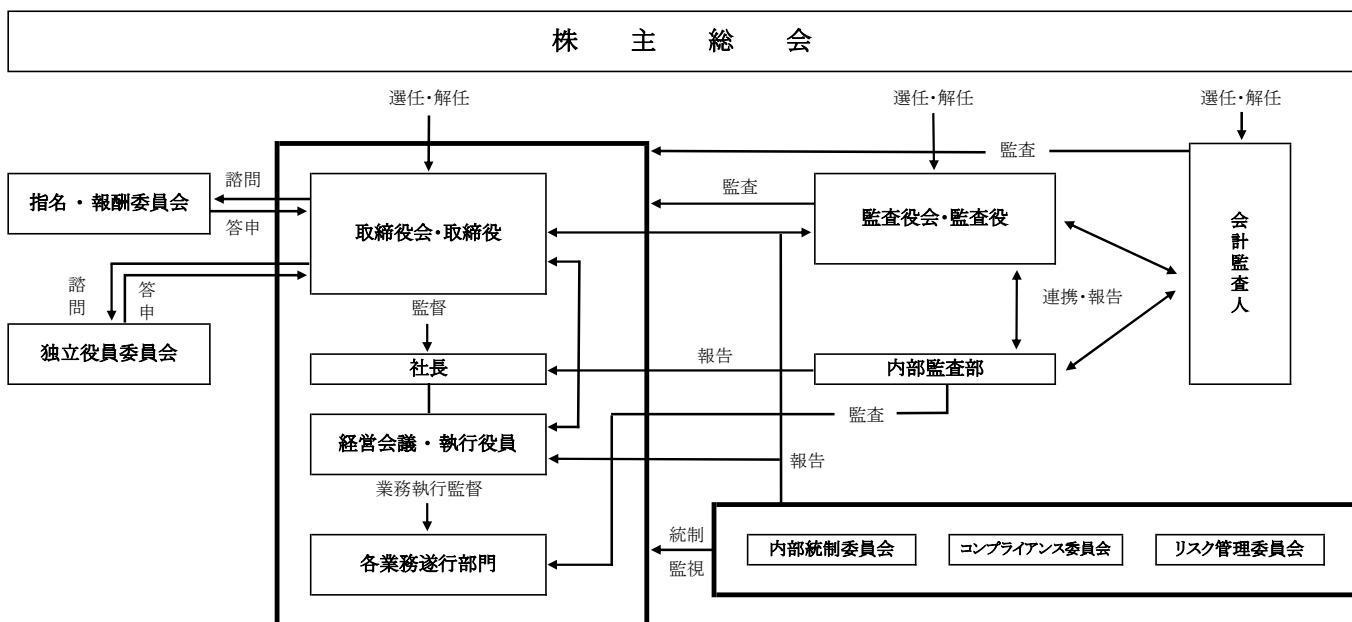 株主総会
選任・解任
選任・解任
選任・解任
監査
監査
諮問
指名・報酬委員会
答申
取締役会・取締役
監査役会・監査役
会計監査人
諮問
答申
連携・報告
監督
独立役員委員会
社長
報告
内部監査部
監査
経営会議・執行役員
報告
業務執行監督
統制
監視
内部統制委員会
コンプライアンス委員会
リスク管理委員会
各業務遂行部門